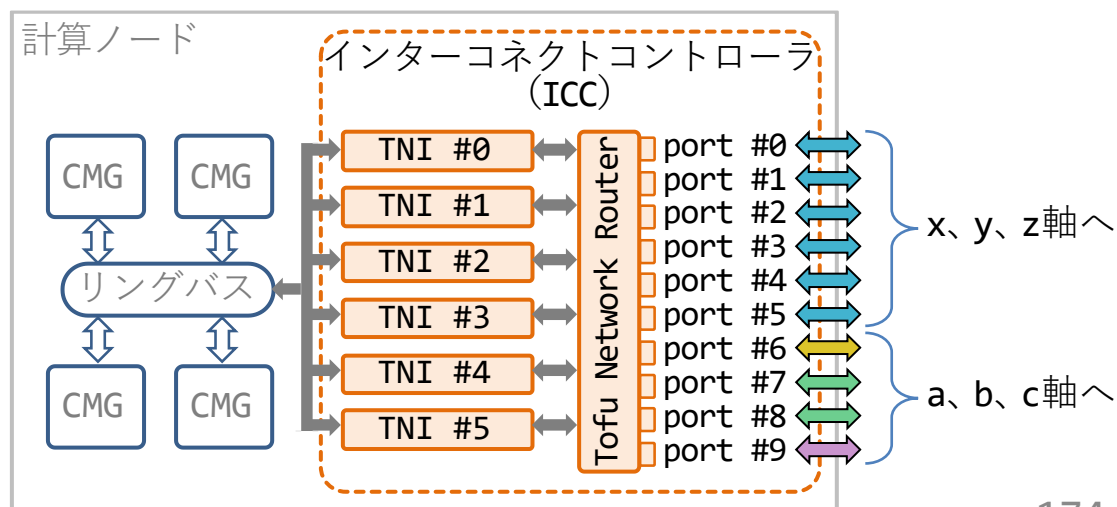 計算ノード
インターコネクトコントローラ
(ICC)
CMG
CMG
リングバス
CMG
CMG
TNI #0
TNI #1
TNI #2
TNI #3
TNI #4
TNI #5
Tofu Network Router
port #0
port #1
port #2
port #3
port #4
port #5
port #6
port #7
port #8
port #9
x、y、z軸へ
a、b、c軸へ